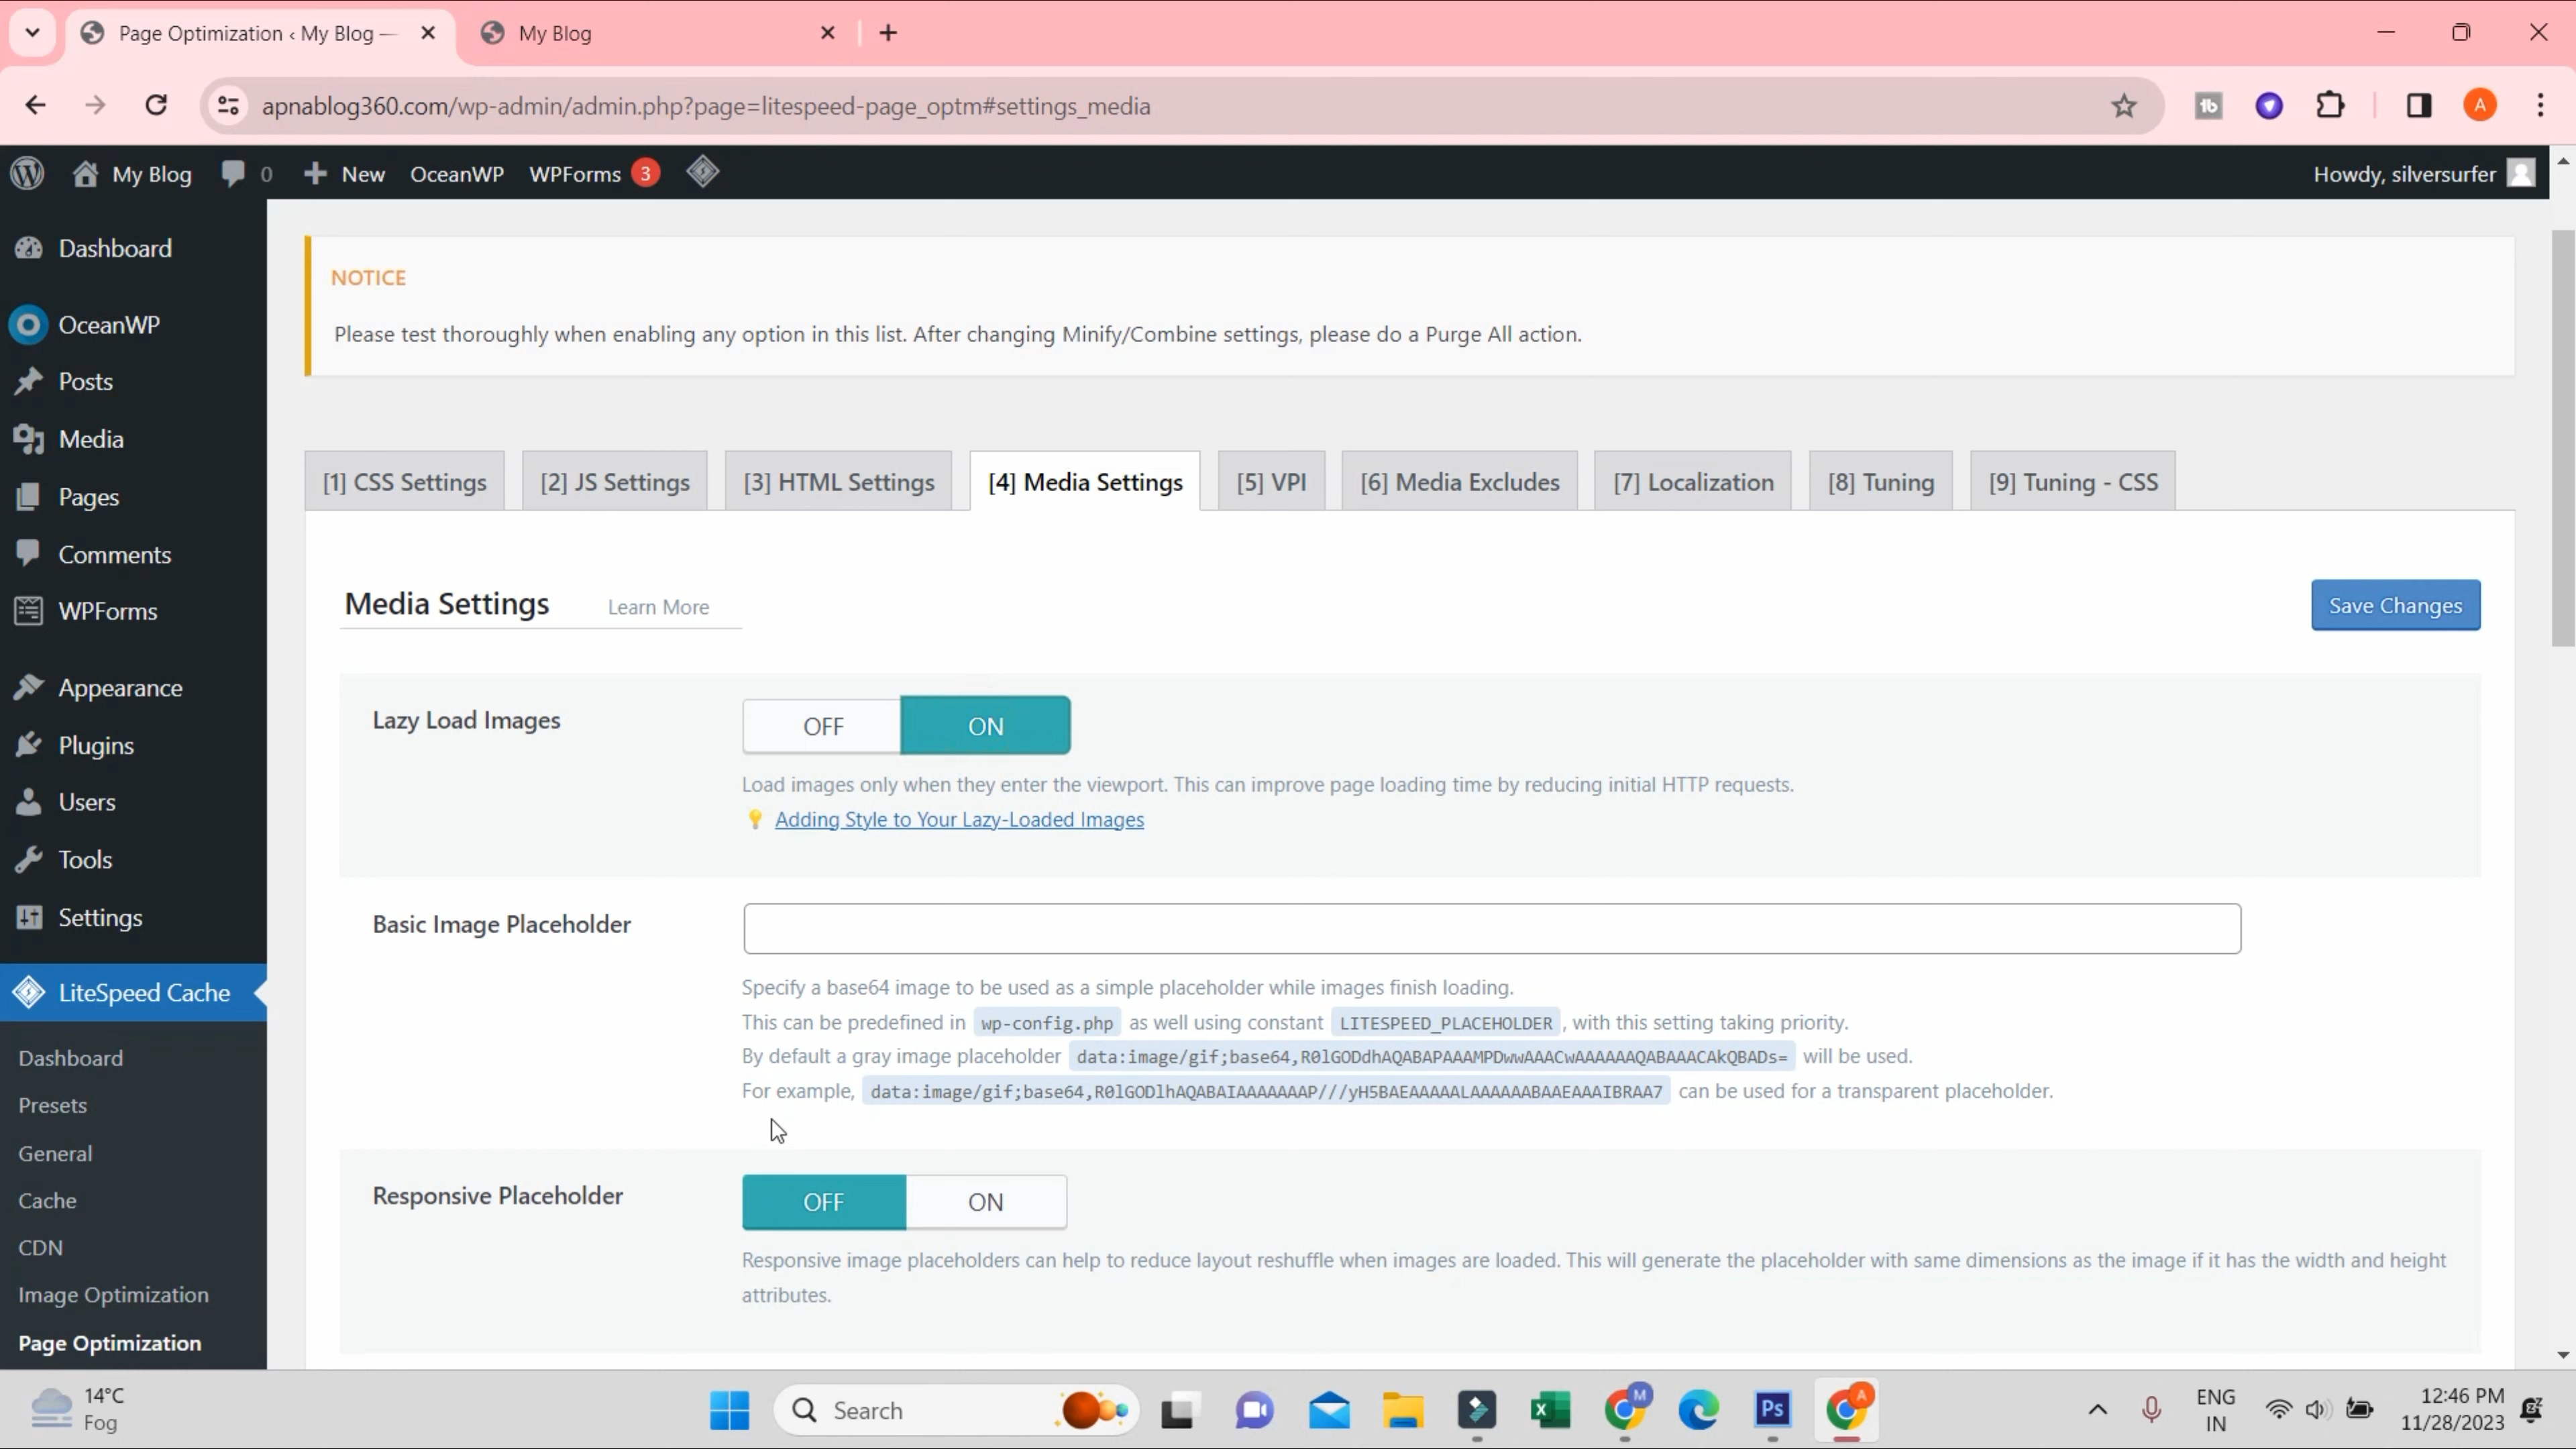 Page Optimization ‹ My Blog —
My Blog
apnablog360.com/wp-admin/admin.php?page=litespeed-page_optm#settings_media
A
My Blog
0
New
OceanWP
WPForms 3
Howdy, silversurfer
Dashboard
OceanWP
Posts
Media
Pages
Comments
WPForms
Appearance
Plugins
Users
Tools
Settings
LiteSpeed Cache
Dashboard
Presets
General
Cache
CDN
Image Optimization
Page Optimization
NOTICE
Please test thoroughly when enabling any option in this list. After changing Minify/Combine settings, please do a Purge All action.
[1] CSS Settings
[2] JS Settings
[3] HTML Settings
[4] Media Settings
[5] VPI
[6] Media Excludes
[7] Localization
[8] Tuning
[9] Tuning - CSS
Media Settings
Learn More
Save Changes
Lazy Load Images
OFF
ON
Load images only when they enter the viewport. This can improve page loading time by reducing initial HTTP requests.
Adding Style to Your Lazy-Loaded Images
Basic Image Placeholder
Specify a base64 image to be used as a simple placeholder while images finish loading.
This can be predefined in wp-config.php as well using constant LITESPEED_PLACEHOLDER , with this setting taking priority.
By default a gray image placeholder data:image/gif;base64,R0lGODdhAQABAPAAAMPDwwAAACwAAAAAAQABAAACAkQBADs= will be used.
For example, data:image/gif;base64,R0lGODlhAQABAIAAAAAAAP///yH5BAEAAAAALAAAAAABAAEAAAIBRAA7 can be used for a transparent placeholder.
Responsive Placeholder
OFF
ON
Responsive image placeholders can help to reduce layout reshuffle when images are loaded. This will generate the placeholder with same dimensions as the image if it has the width and height
attributes.
14°C
Fog
Search
M
Ps
A
ENG
IN
12:46 PM
11/28/2023